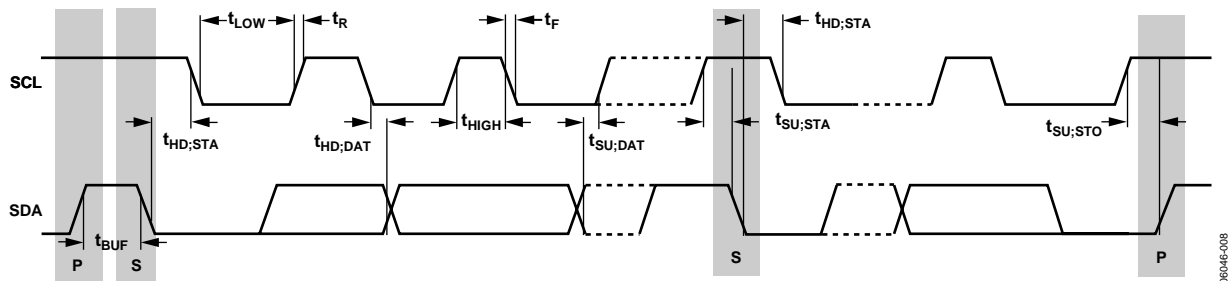 tLOW
tR
tF
tHD;STA
SCL
tHD;STA
tHD;DAT
tHIGH
tSU;DAT
tSU;STA
tSU;STO
SDA
tBUF
P
S
S
P
06046-008